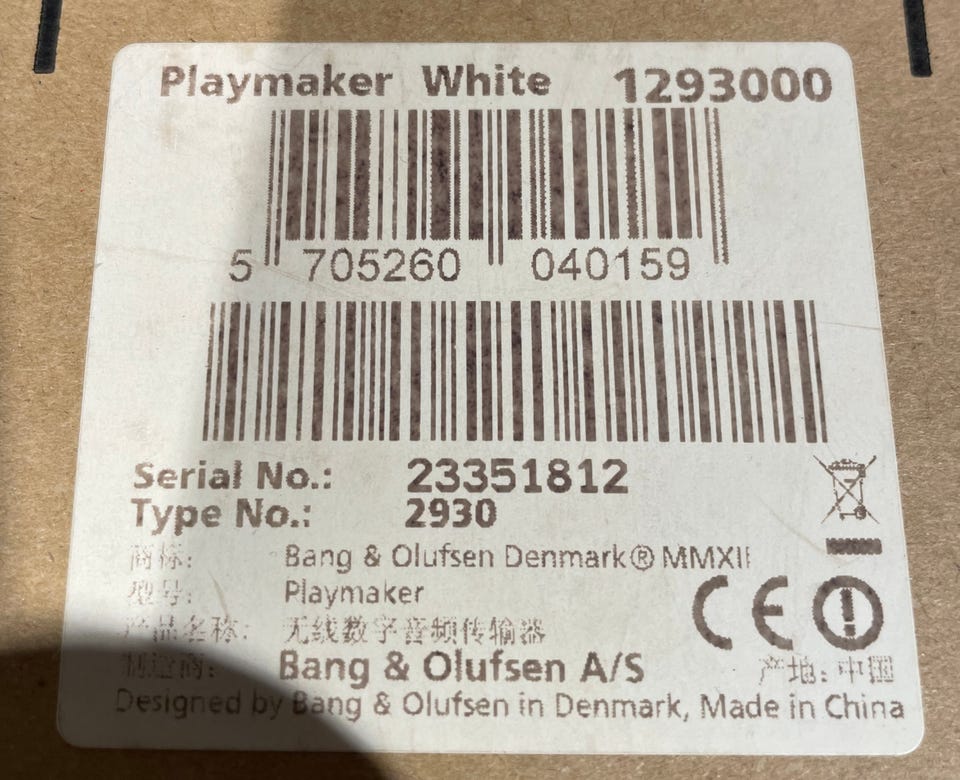 Playmaker White 1293000
5 705260 040159
Serial No.: 23351812
Type No.: 2930
商标: Bang & Olufsen Denmark® MMXII
型号: Playmaker
产品名称: 无线数字音频传输器
制造商: Bang & Olufsen A/S 产地: 中国
Designed by Bang & Olufsen in Denmark, Made in China